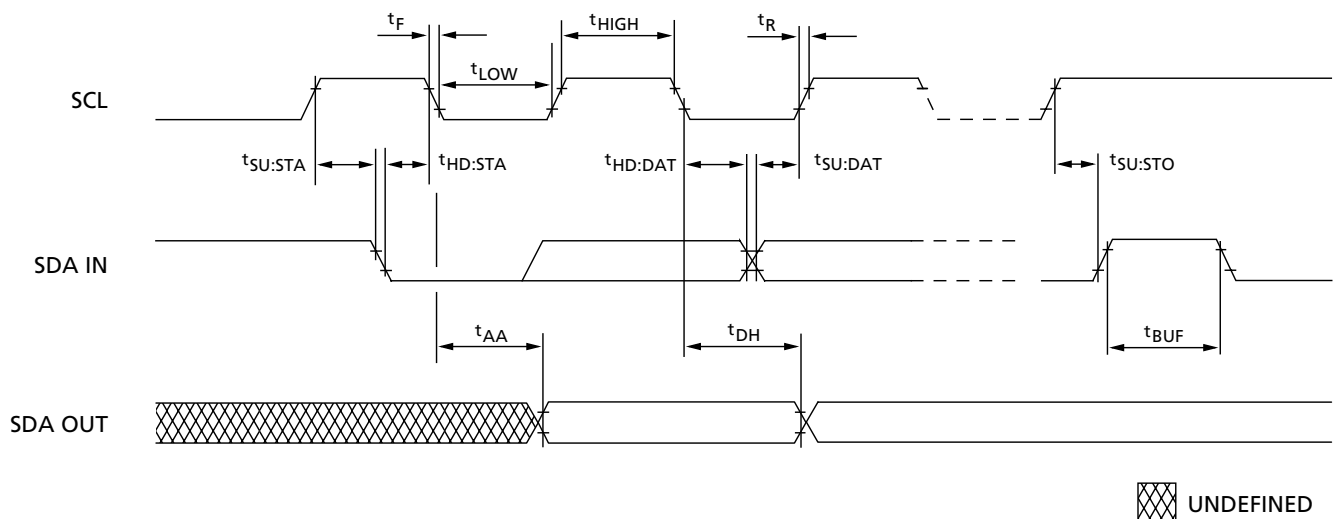 tF
tHIGH
tR
tLOW
SCL
tSU:STA
tHD:STA
tHD:DAT
tSU:DAT
tSU:STO
SDA IN
tAA
tDH
tBUF
SDA OUT
UNDEFINED